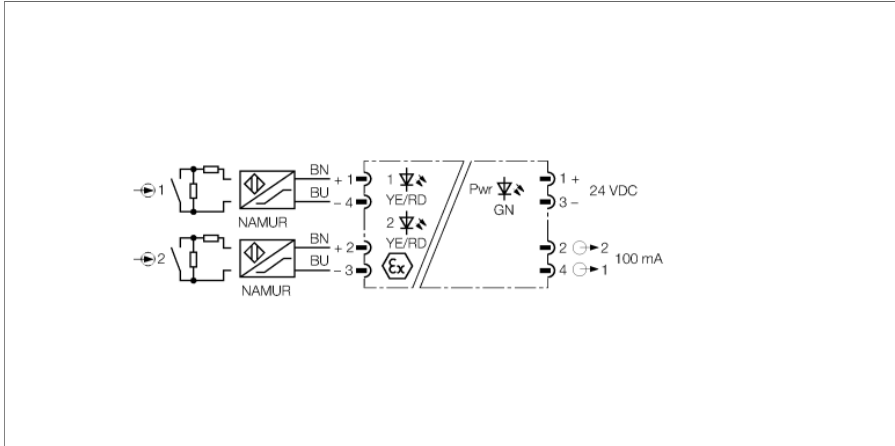 BN
1
+ 1
1
1 +
BU
YE/RD
Pwr
24 VDC
– 4
GN
3 –
NAMUR
2
YE/RD
BN
2
+ 2
2
2
100 mA
BU
– 3
εx
4
1
NAMUR